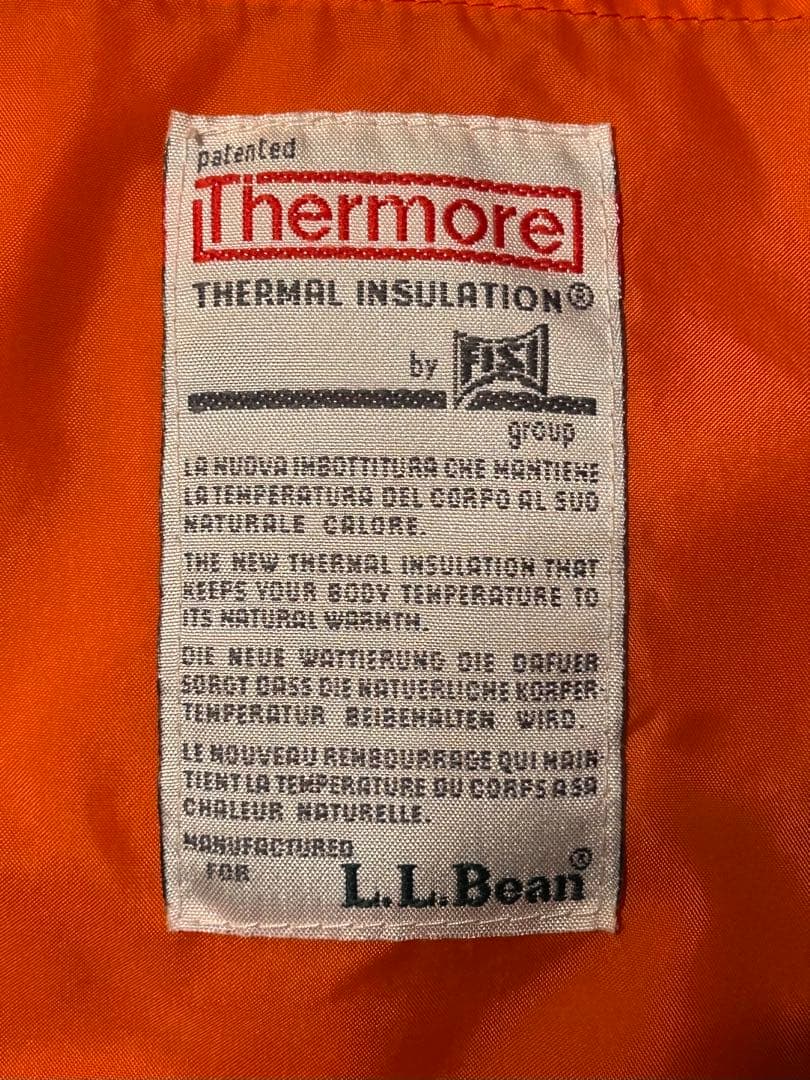 patented
Thermore
THERMAL INSULATION®
by FISI
group
LA NUOVA IMBOTTITURA CHE MANTIENE
LA TEMPERATURA DEL CORPO AL SUO
NATURALE CALORE.
THE NEW THERMAL INSULATION THAT
KEEPS YOUR BODY TEMPERATURE TO
ITS NATURAL WARMTH.
DIE NEUE WATTIERUNG DIE DAFUER
SORGT DASS DIE NATUERLICHE KORPER-
TEMPERATUR BEIBEHALTEN WIRD.
LE NOUVEAU REMBOURRAGE QUI MAIN
TIENT LA TEMPERATURE DU CORPS A SA
CHALEUR NATURELLE.
MANUFACTURED
FOR L.L.Bean®